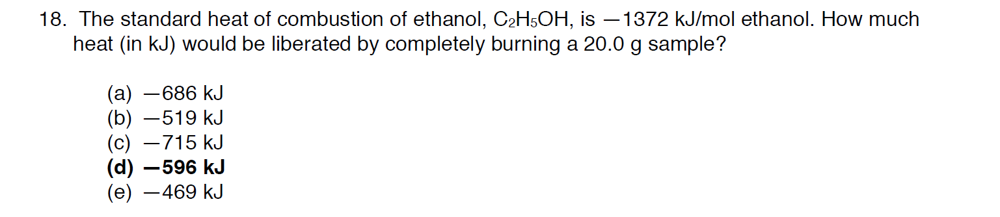 18. The standard heat of combustion of ethanol, C₂H₅OH, is —1372 kJ/mol ethanol. How much
heat (in kJ) would be liberated by completely burning a 20.0 g sample?
(a) —686 kJ
(b) —519 kJ
(c) —715 kJ
(d) —596 kJ
(e) —469 kJ